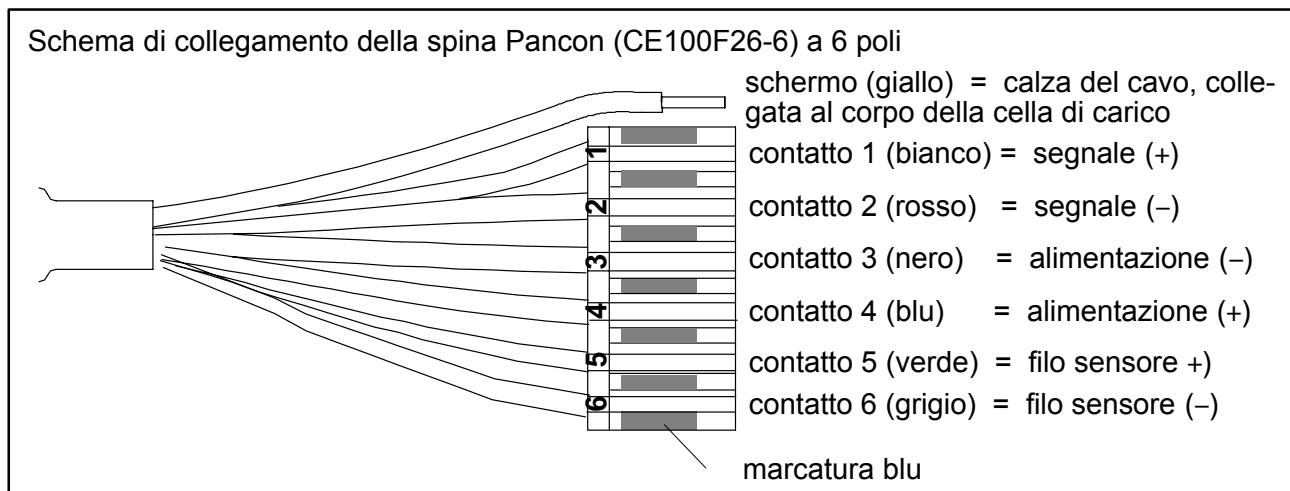 Schema di collegamento della spina Pancon (CE100F26-6) a 6 poli
schermo (giallo) = calza del cavo, colle-
gata al corpo della cella di carico
1
contatto 1 (bianco) = segnale (+)
2
contatto 2 (rosso) = segnale (−)
3
contatto 3 (nero) = alimentazione (−)
4
contatto 4 (blu) = alimentazione (+)
5
contatto 5 (verde) = filo sensore +)
6
contatto 6 (grigio) = filo sensore (−)
marcatura blu